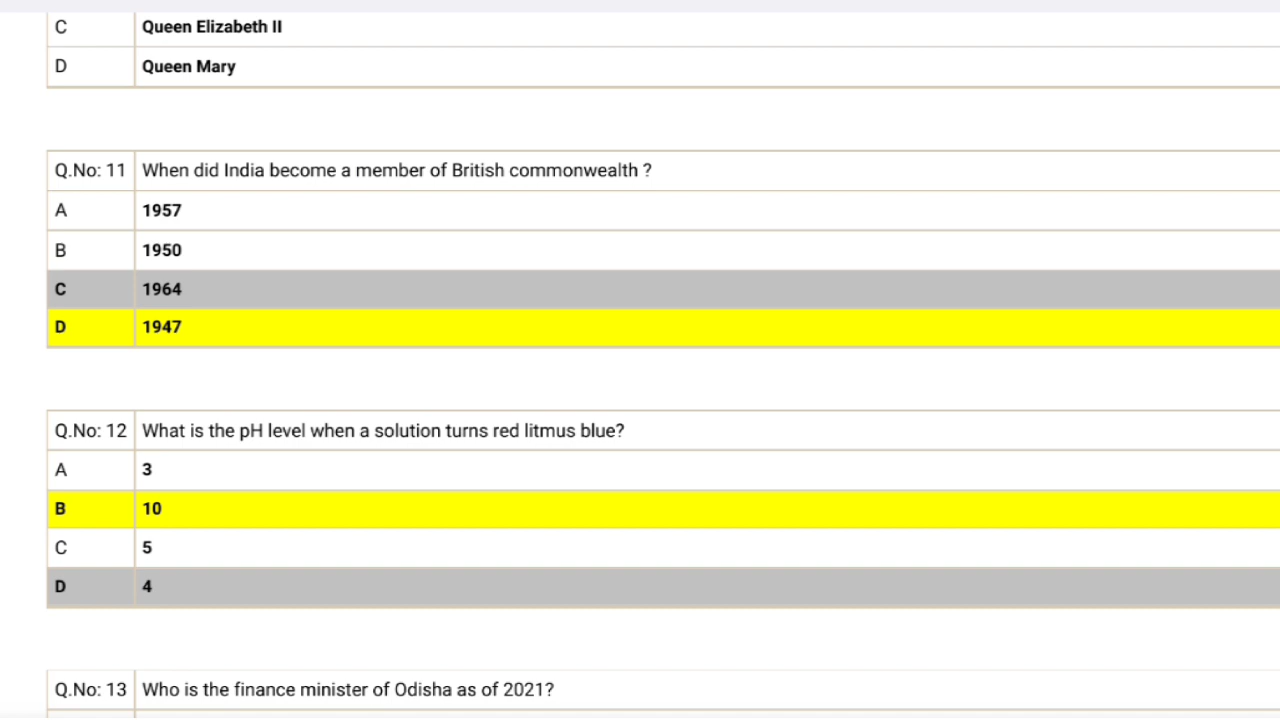 C Queen Elizabeth II
D Queen Mary
Q.No: 11 When did India become a member of British commonwealth ?
A 1957
B 1950
C 1964
D 1947
Q.No: 12 What is the pH level when a solution turns red litmus blue?
A 3
B 10
C 5
D 4
Q.No: 13 Who is the finance minister of Odisha as of 2021?